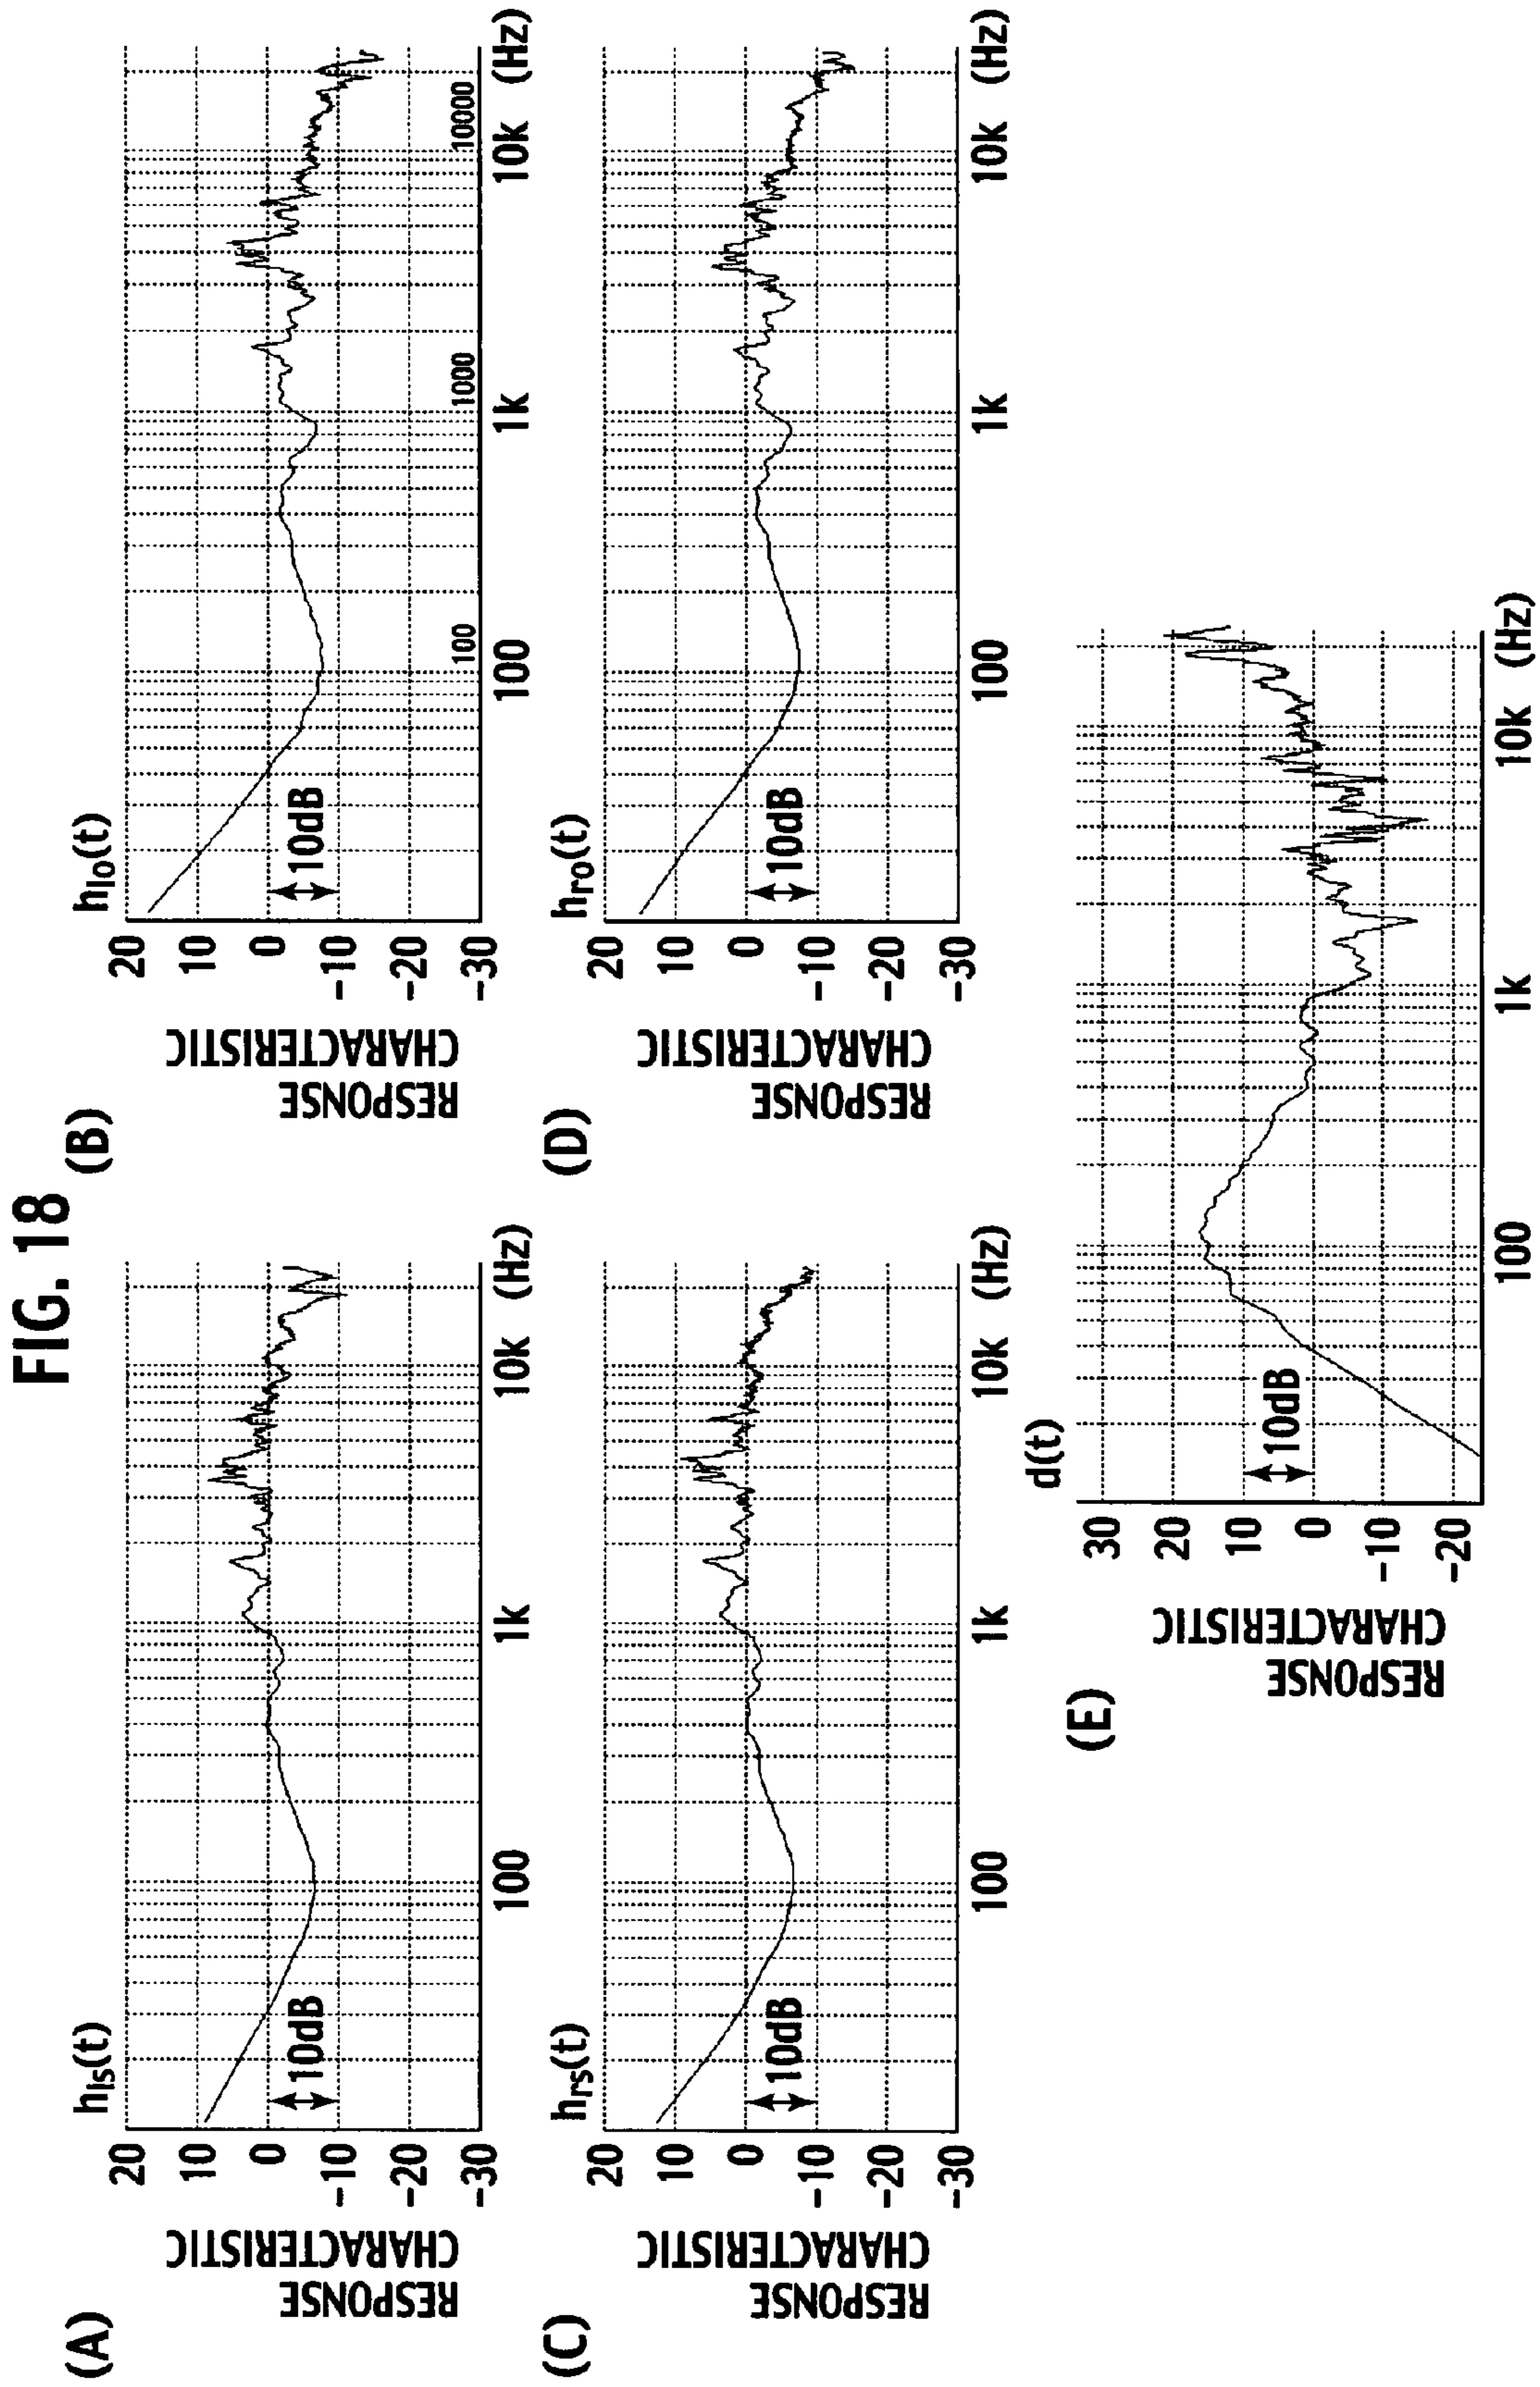 FIG. 18
(A)
h_ls(t)
RESPONSE
CHARACTERISTIC
20
10
0
-10
-20
-30
10dB
100
1k
10k (Hz)
(B)
h_lo(t)
RESPONSE
CHARACTERISTIC
20
10
0
-10
-20
-30
10dB
100
1000
10000
100
1k
10k (Hz)
(C)
h_rs(t)
RESPONSE
CHARACTERISTIC
20
10
0
-10
-20
-30
10dB
100
1k
10k (Hz)
(D)
h_ro(t)
RESPONSE
CHARACTERISTIC
20
10
0
-10
-20
-30
10dB
100
1k
10k (Hz)
(E)
d(t)
RESPONSE
CHARACTERISTIC
30
20
10
0
-10
-20
10dB
100
1k
10k (Hz)